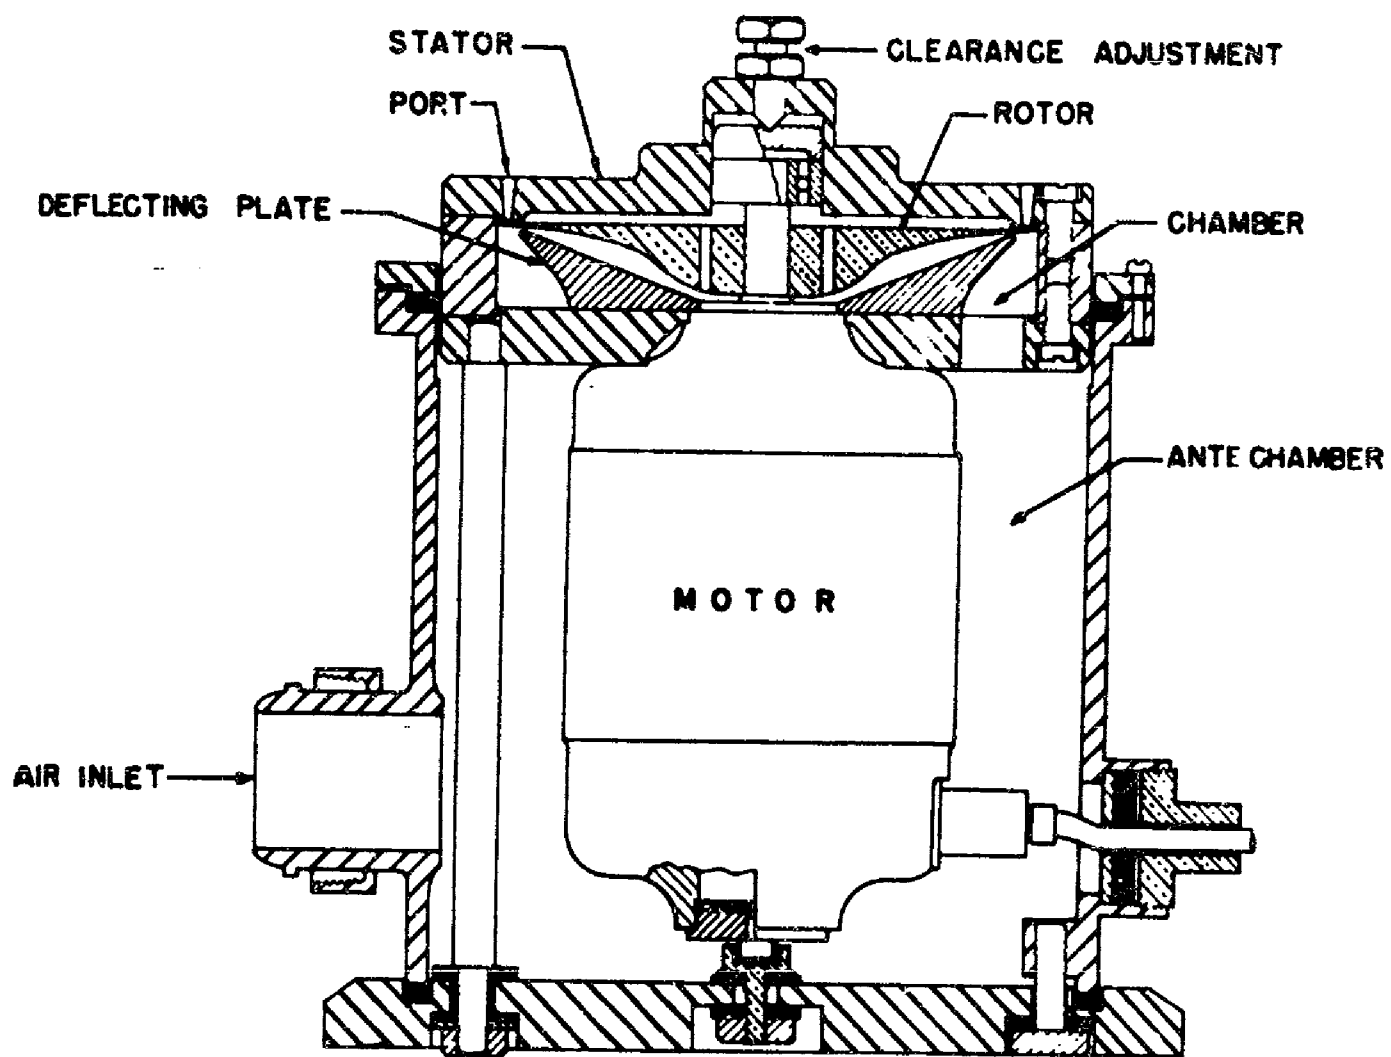 STATOR
CLEARANCE ADJUSTMENT
PORT
ROTOR
DEFLECTING PLATE
CHAMBER
ANTE CHAMBER
MOTOR
AIR INLET